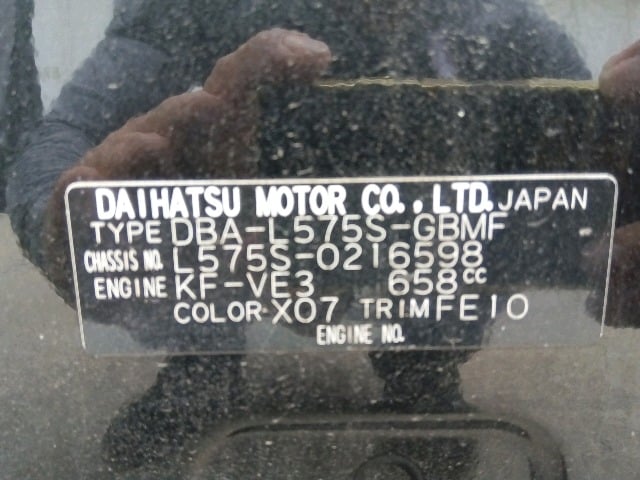 DAIHATSU MOTOR CO., LTD. JAPAN
TYPE DBA-L575S-GBMF
CHASSIS NO. L575S-0216598
ENGINE KF-VE3 658cc
COLOR X07 TRIM FE10
ENGINE NO.